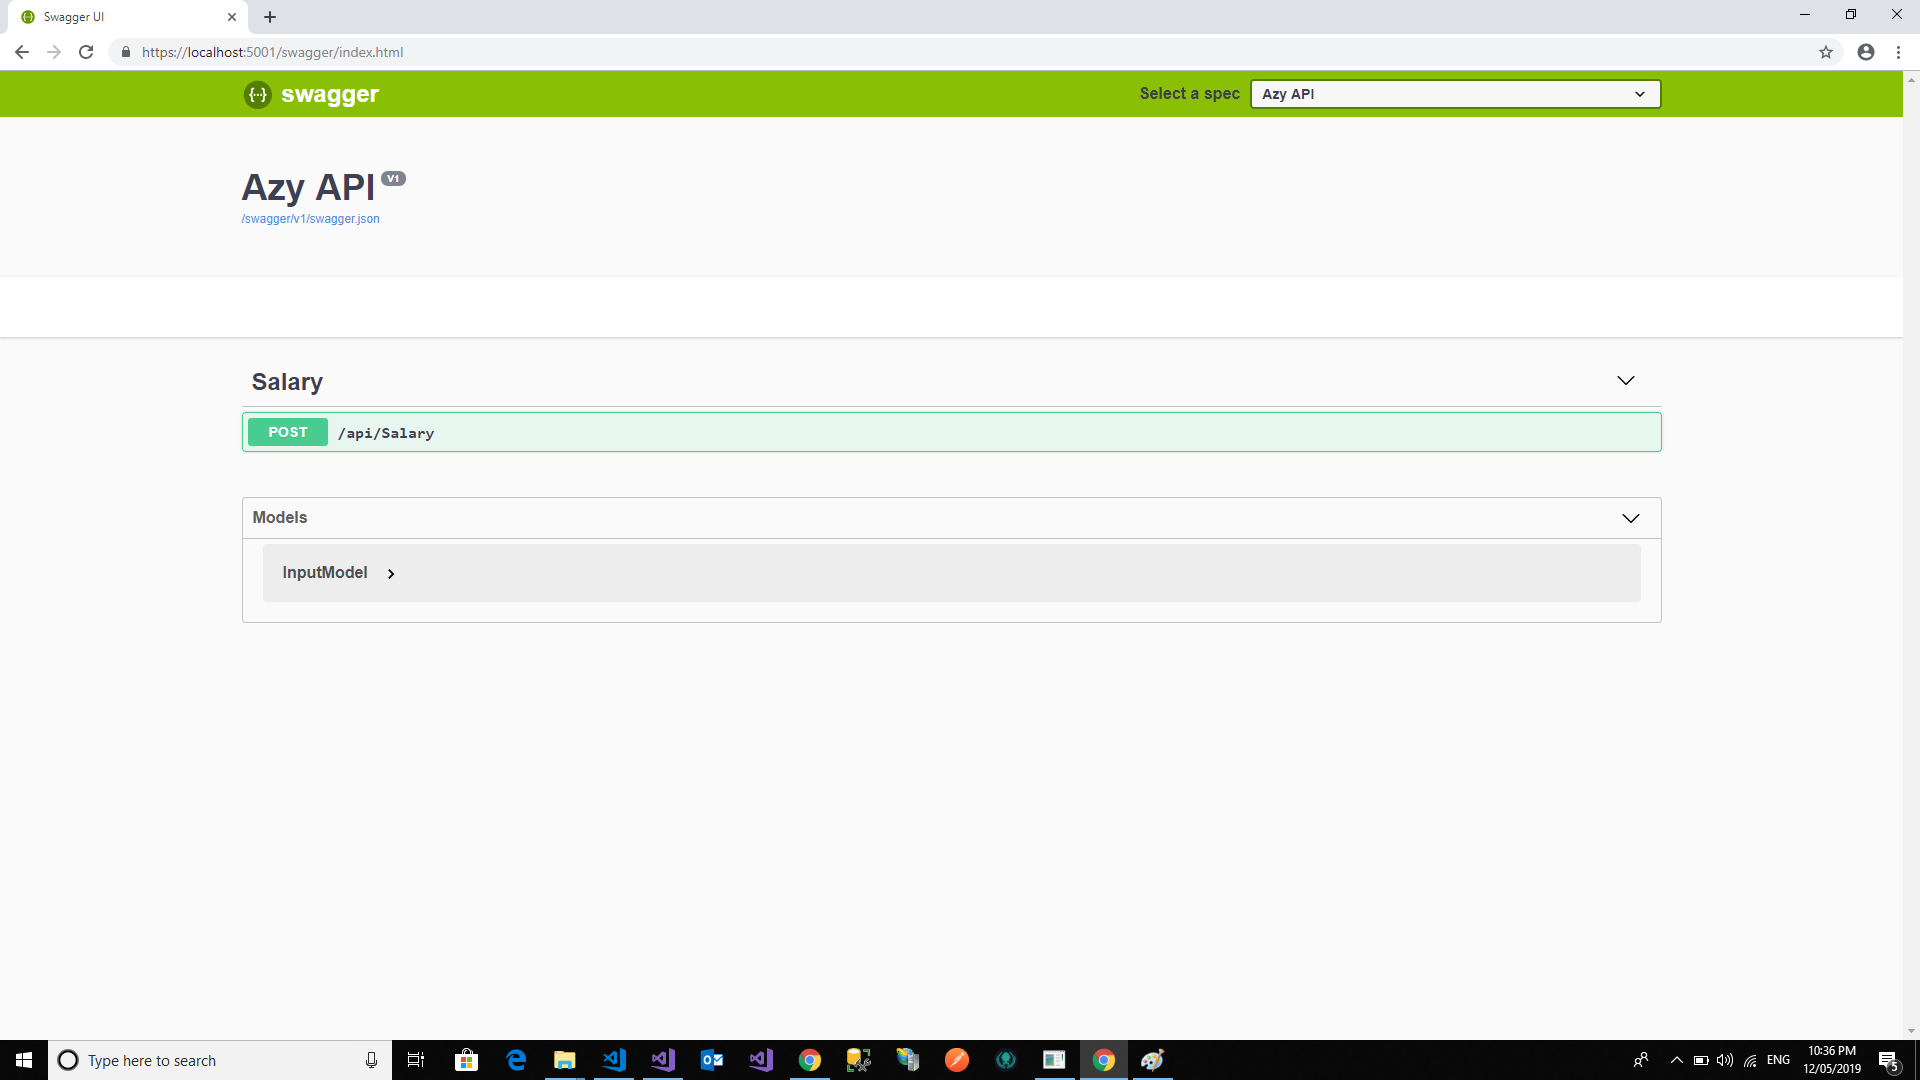 Swagger UI
https://localhost:5001/swagger/index.html
{···} swagger
Select a spec
Azy API
Azy API V1
/swagger/v1/swagger.json
Salary
POST /api/Salary
Models
InputModel
Type here to search
ENG
10:36 PM
12/05/2019
5